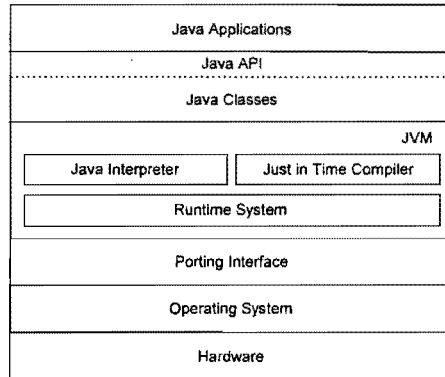 Java Applications
Java API
Java Classes
JVM
Java Interpreter
Just in Time Compiler
Runtime System
Porting Interface
Operating System
Hardware